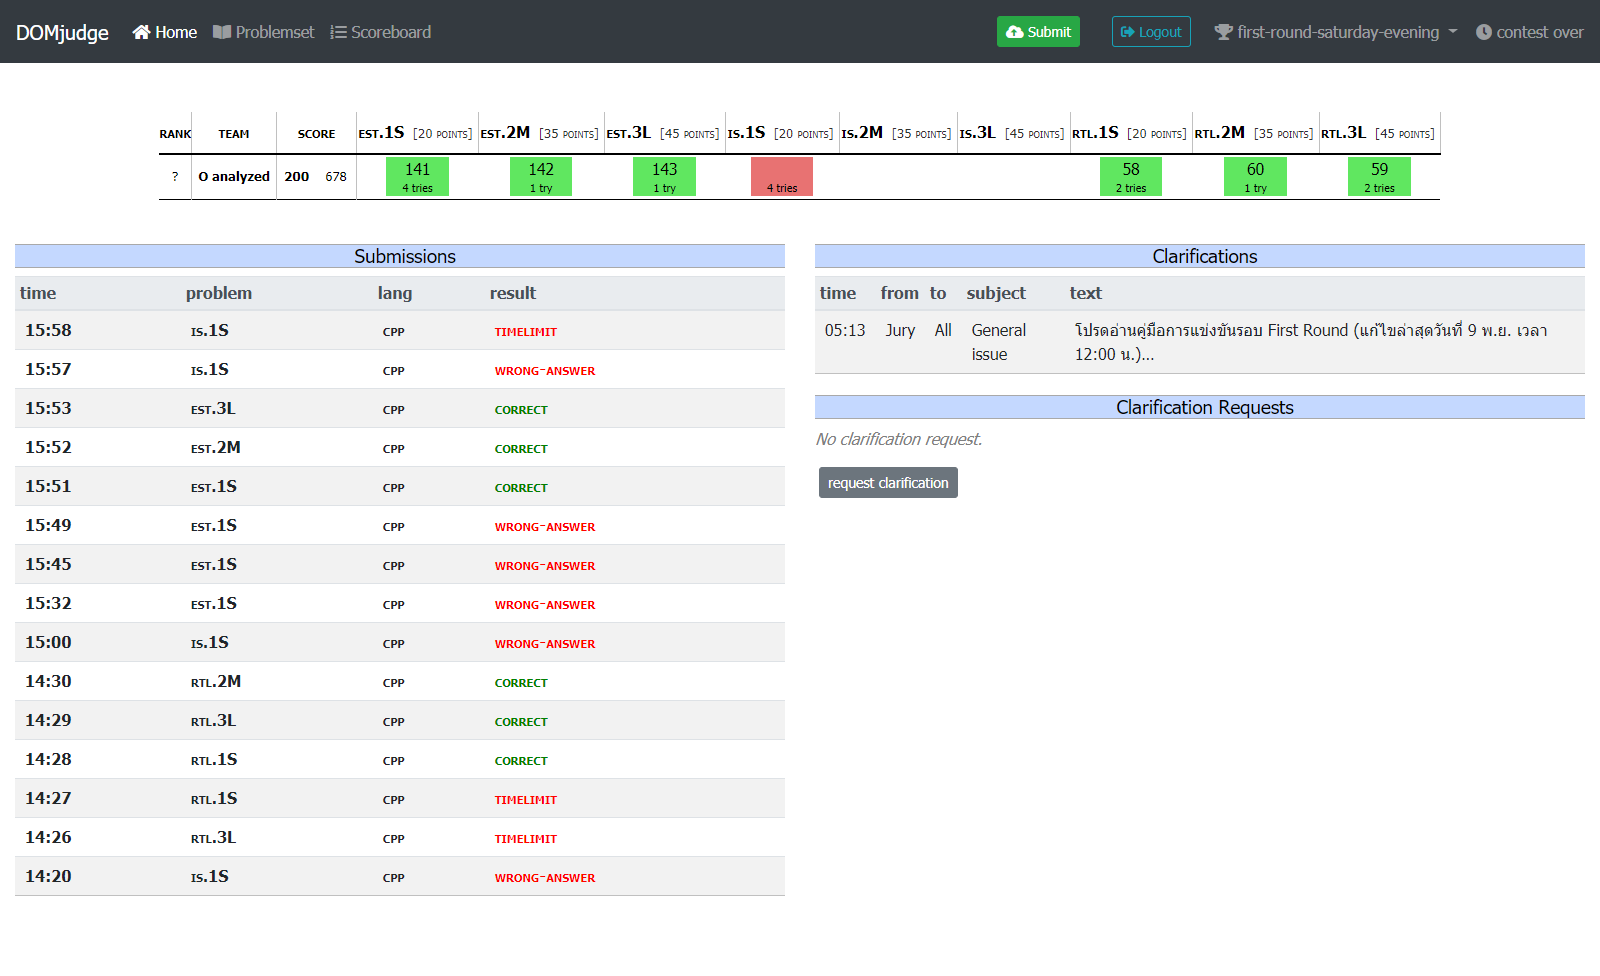 DOMjudge Home Problemset Scoreboard Submit Logout first-round-saturday-evening contest over
RANK TEAM SCORE EST.1S [20 POINTS] EST.2M [35 POINTS] EST.3L [45 POINTS] IS.1S [20 POINTS] IS.2M [35 POINTS] IS.3L [45 POINTS] RTL.1S [20 POINTS] RTL.2M [35 POINTS] RTL.3L [45 POINTS]
? O analyzed 200 678 141 142 143 58 60 59
4 tries 1 try 1 try 4 tries 2 tries 1 try 2 tries
Submissions
time problem lang result
15:58 IS.1S CPP TIMELIMIT
15:57 IS.1S CPP WRONG-ANSWER
15:53 EST.3L CPP CORRECT
15:52 EST.2M CPP CORRECT
15:51 EST.1S CPP CORRECT
15:49 EST.1S CPP WRONG-ANSWER
15:45 EST.1S CPP WRONG-ANSWER
15:32 EST.1S CPP WRONG-ANSWER
15:00 IS.1S CPP WRONG-ANSWER
14:30 RTL.2M CPP CORRECT
14:29 RTL.3L CPP CORRECT
14:28 RTL.1S CPP CORRECT
14:27 RTL.1S CPP TIMELIMIT
14:26 RTL.3L CPP TIMELIMIT
14:20 IS.1S CPP WRONG-ANSWER
Clarifications
time from to subject text
05:13 Jury All General โปรดอ่านคู่มือการแข่งขันรอบ First Round (แก้ไขล่าสุดวันที่ 9 พ.ย. เวลา
issue 12:00 น.)...
Clarification Requests
No clarification request.
request clarification